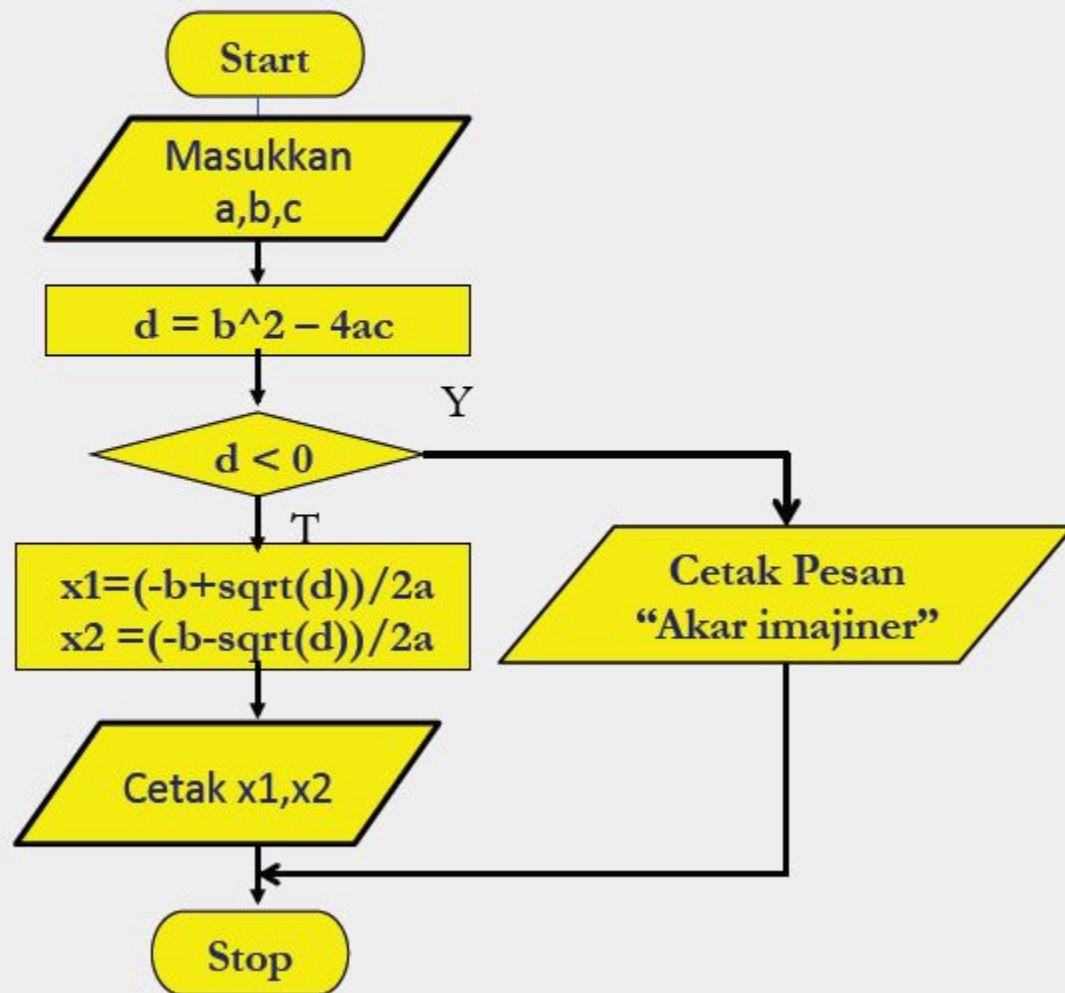 Start
Masukkan
a,b,c
d = b^2 – 4ac
Y
d < 0
T
x1=(-b+sqrt(d))/2a
x2 =(-b-sqrt(d))/2a
Cetak Pesan
“Akar imajiner”
Cetak x1,x2
Stop